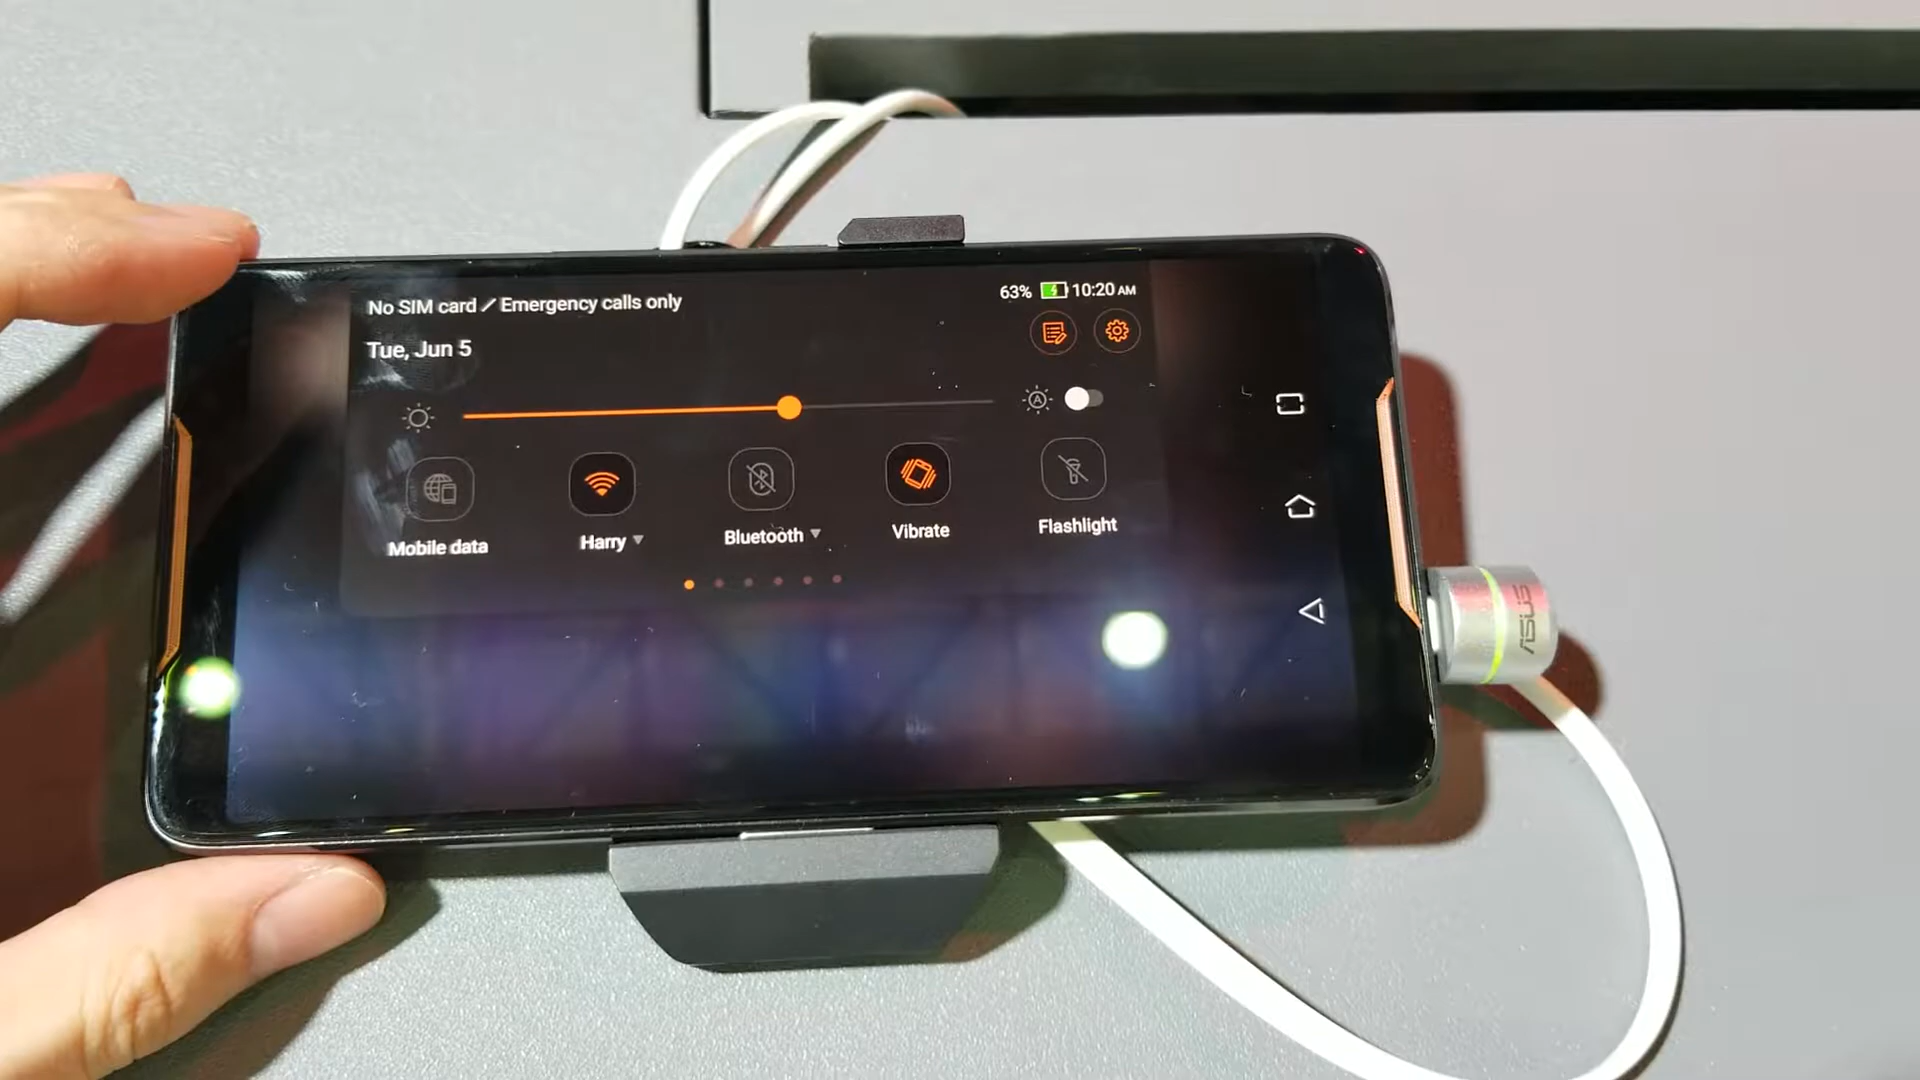 No SIM card / Emergency calls only
63% 10:20 AM
Tue, Jun 5
A
Mobile data
Harry
Bluetooth
Vibrate
Flashlight
ASUS